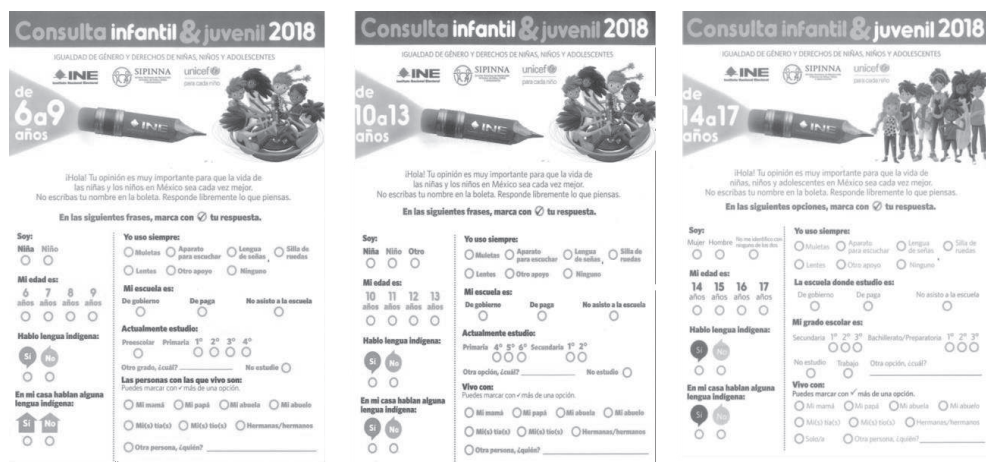 Consulta infantil & juvenil 2018
IGUALDAD DE GÉNERO Y DERECHOS DE NIÑAS, NIÑOS Y ADOLESCENTES
INE SIPINNA unicef
Instituto Nacional Electoral
para cada niño
de
6a9
años
INE
¡Hola! Tu opinión es muy importante para que la vida de
las niñas y los niños en México sea cada vez mejor.
No escribas tu nombre en la boleta. Responde libremente lo que piensas.
En las siguientes frases, marca con tu respuesta.
Soy:
Niña Niño
Mi edad es:
6 7 8 9
años años años años
Hablo lengua indígena:
Sí No
En mi casa hablan alguna
lengua indígena:
Sí No
Yo uso siempre:
Muletas Aparato para escuchar Lengua de señas Silla de ruedas
Lentes Otro apoyo Ninguno
Mi escuela es:
De gobierno De paga No asisto a la escuela
Actualmente estudio:
Preescolar Primaria 1° 2° 3° 4°
Otro grado, ¿cuál? No estudio
Las personas con las que vivo son:
Puedes marcar con ✓ más de una opción.
Mi mamá Mi papá Mi abuela Mi abuelo
Mi(s) tía(s) Mi(s) tío(s) Hermanas/hermanos
Otra persona, ¿quién?
Consulta infantil & juvenil 2018
IGUALDAD DE GÉNERO Y DERECHOS DE NIÑAS, NIÑOS Y ADOLESCENTES
INE SIPINNA unicef
Instituto Nacional Electoral
para cada niño
de
10a13
años
INE
¡Hola! Tu opinión es muy importante para que la vida de
las niñas y los niños en México sea cada vez mejor.
No escribas tu nombre en la boleta. Responde libremente lo que piensas.
En las siguientes frases, marca con tu respuesta.
Soy:
Niña Niño Otro
Mi edad es:
10 11 12 13
años años años años
Hablo lengua indígena:
Sí No
En mi casa hablan alguna
lengua indígena:
Sí No
Yo uso siempre:
Muletas Aparato para escuchar Lengua de señas Silla de ruedas
Lentes Otro apoyo Ninguno
Mi escuela es:
De gobierno De paga No asisto a la escuela
Actualmente estudio:
Primaria 4° 5° 6° Secundaria 1° 2°
Otra opción, ¿cuál? No estudio
Vivo con:
Puedes marcar con ✓ más de una opción.
Mi mamá Mi papá Mi abuela Mi abuelo
Mi(s) tía(s) Mi(s) tío(s) Hermanas/hermanos
Otra persona, ¿quién?
Consulta infantil & juvenil 2018
IGUALDAD DE GÉNERO Y DERECHOS DE NIÑAS, NIÑOS Y ADOLESCENTES
INE SIPINNA unicef
Instituto Nacional Electoral
para cada niño
de
14a17
años
INE
¡Hola! Tu opinión es muy importante para que la vida de
niñas, niños y adolescentes en México sea cada vez mejor.
No escribas tu nombre en la boleta. Responde libremente lo que piensas.
En las siguientes opciones, marca con tu respuesta.
Soy:
Mujer Hombre No me identifico con ninguno de los dos
Mi edad es:
14 15 16 17
años años años años
Hablo lengua indígena:
Sí No
En mi casa hablan alguna
lengua indígena:
Sí No
Yo uso siempre:
Muletas Aparato para escuchar Lengua de señas Silla de ruedas
Lentes Otro apoyo Ninguno
La escuela donde estudio es:
De gobierno De paga No asisto a la escuela
Mi grado escolar es:
Secundaria 1° 2° 3° Bachillerato/Preparatoria 1° 2° 3°
No estudio Trabajo Otra opción, ¿cuál?
Vivo con:
Puedes marcar con ✓ más de una opción.
Mi mamá Mi papá Mi abuela Mi abuelo
Mi(s) tía(s) Mi(s) tío(s) Hermanas/hermanos
Solo/a Otra persona, ¿quién?